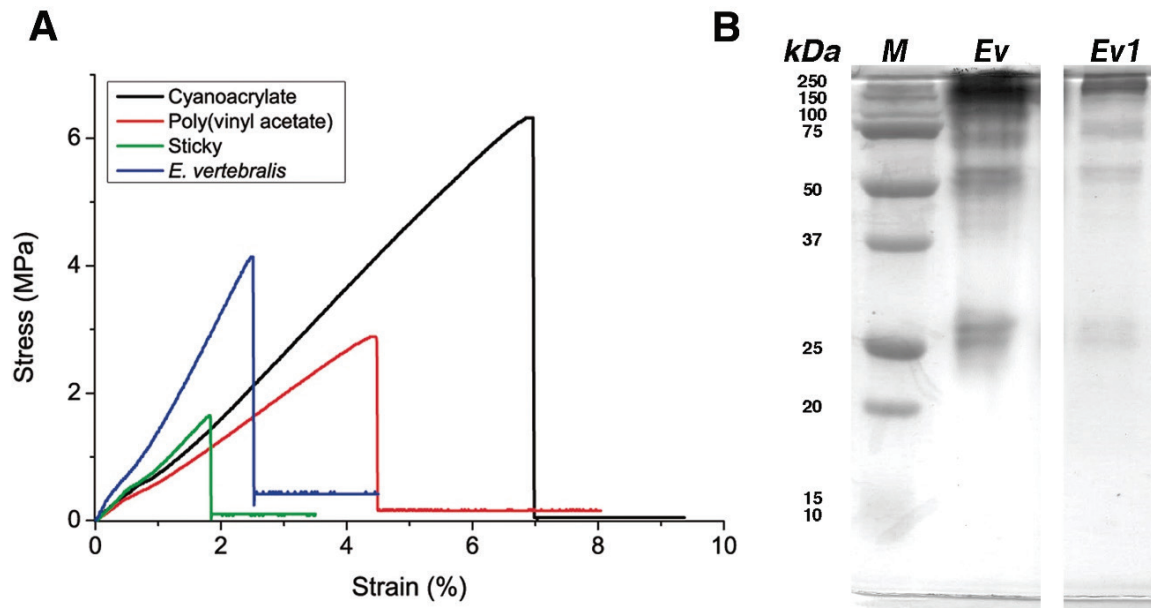 A
Cyanoacrylate
Poly(vinyl acetate)
Sticky
E. vertebralis
Stress (MPa)
6
4
2
0
0 2 4 6 8 10
Strain (%)
B
kDa M Ev Ev1
250
150
100
75
50
37
25
20
15
10